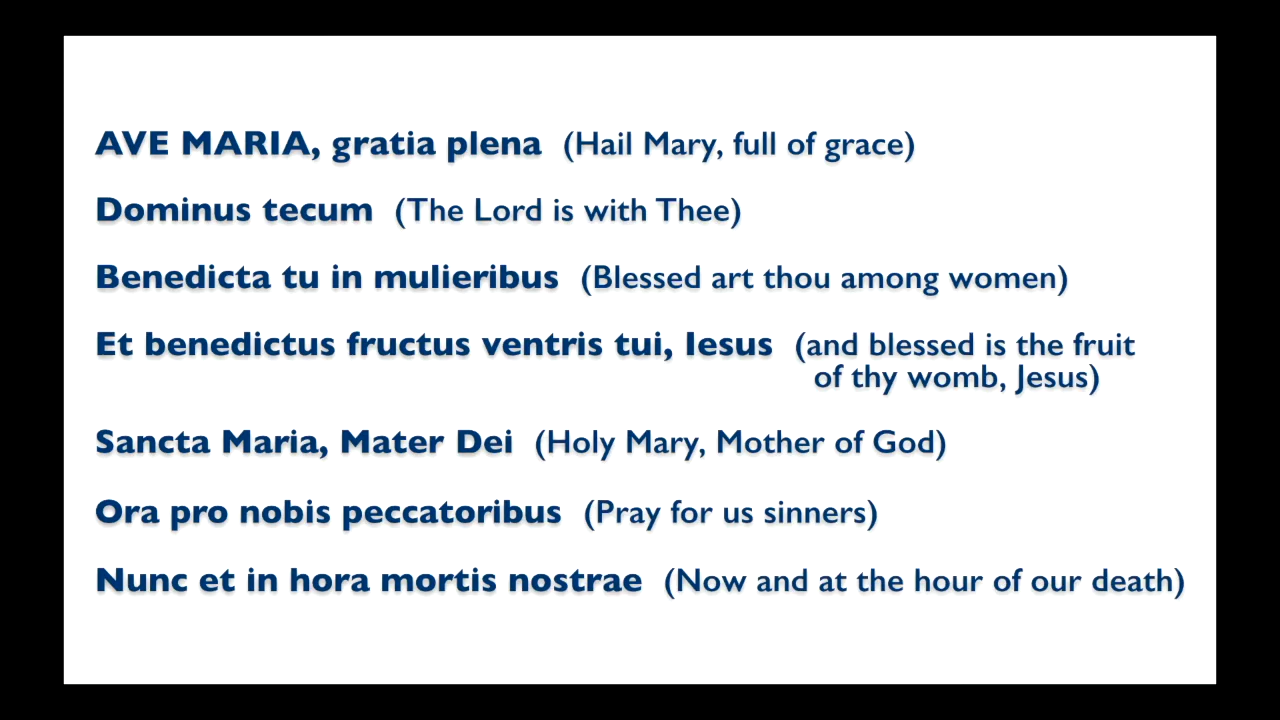 AVE MARIA, gratia plena (Hail Mary, full of grace)
Dominus tecum (The Lord is with Thee)
Benedicta tu in mulieribus (Blessed art thou among women)
Et benedictus fructus ventris tui, Iesus (and blessed is the fruit
of thy womb, Jesus)
Sancta Maria, Mater Dei (Holy Mary, Mother of God)
Ora pro nobis peccatoribus (Pray for us sinners)
Nunc et in hora mortis nostrae (Now and at the hour of our death)